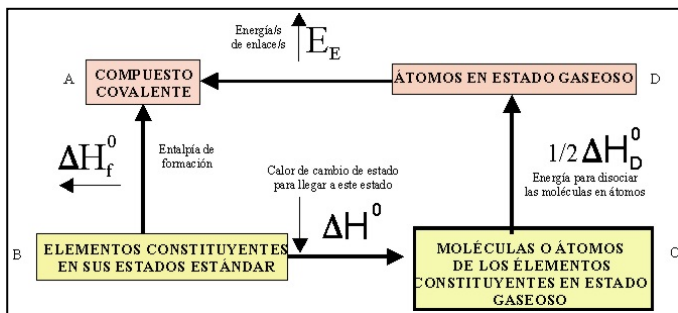 Energía/s
de enlace/s
E_E
A
COMPUESTO
COVALENTE
ÁTOMOS EN ESTADO GASEOSO
D
ΔH_f^0
Entalpía de
formación
Calor de cambio de estado
para llegar a este estado
ΔH^0
1/2 ΔH_D^0
Energía para disociar
las moléculas en átomos
B
ELEMENTOS CONSTITUYENTES
EN SUS ESTADOS ESTÁNDAR
MOLÉCULAS O ÁTOMOS
DE LOS ÉLEMENTOS
CONSTITUYENTES EN ESTADO
GASEOSO
C